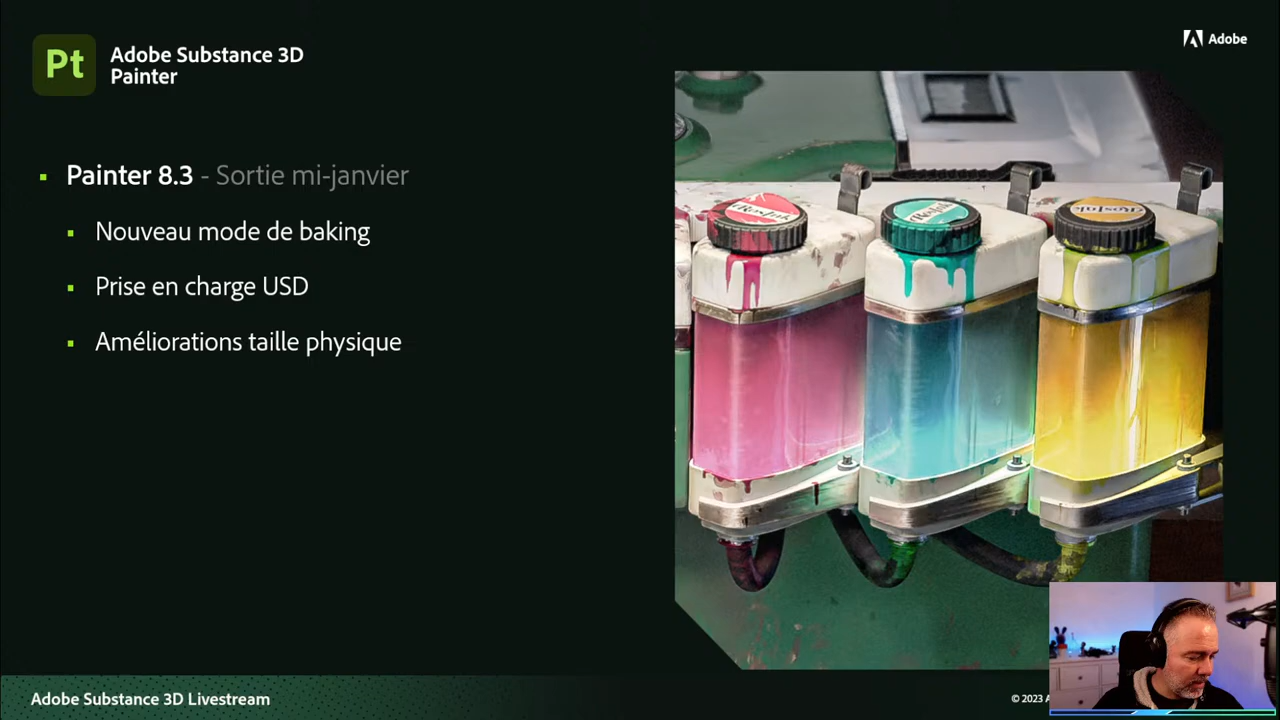 Pt
Adobe Substance 3D
Painter
Adobe
Painter 8.3 - Sortie mi-janvier
Nouveau mode de baking
Prise en charge USD
Améliorations taille physique
Adobe Substance 3D Livestream
© 2023